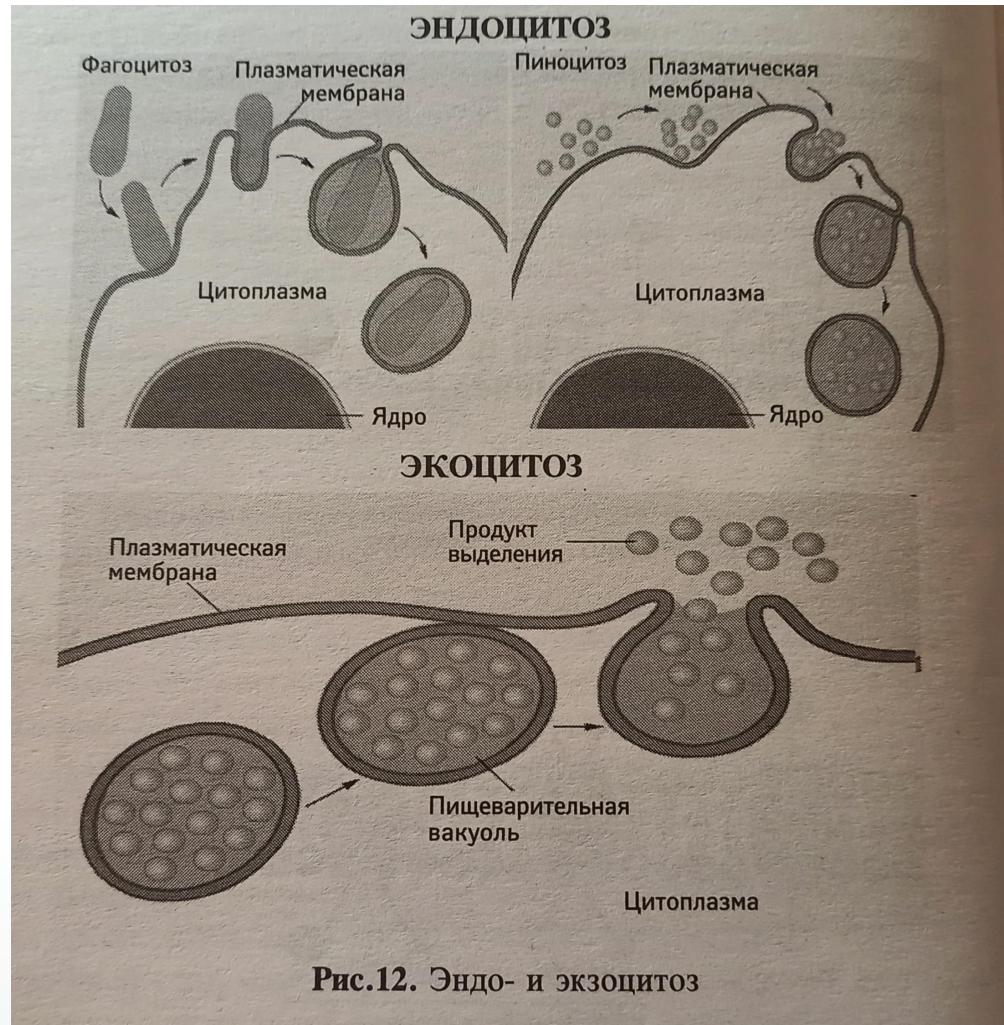 ЭНДОЦИТОЗ
Фагоцитоз
Плазматическая
мембрана
Пиноцитоз
Плазматическая
мембрана
Цитоплазма
Цитоплазма
Ядро
Ядро
ЭКОЦИТОЗ
Плазматическая
мембрана
Продукт
выделения
Пищеварительная
вакуоль
Цитоплазма
Рис.12. Эндо- и экзоцитоз